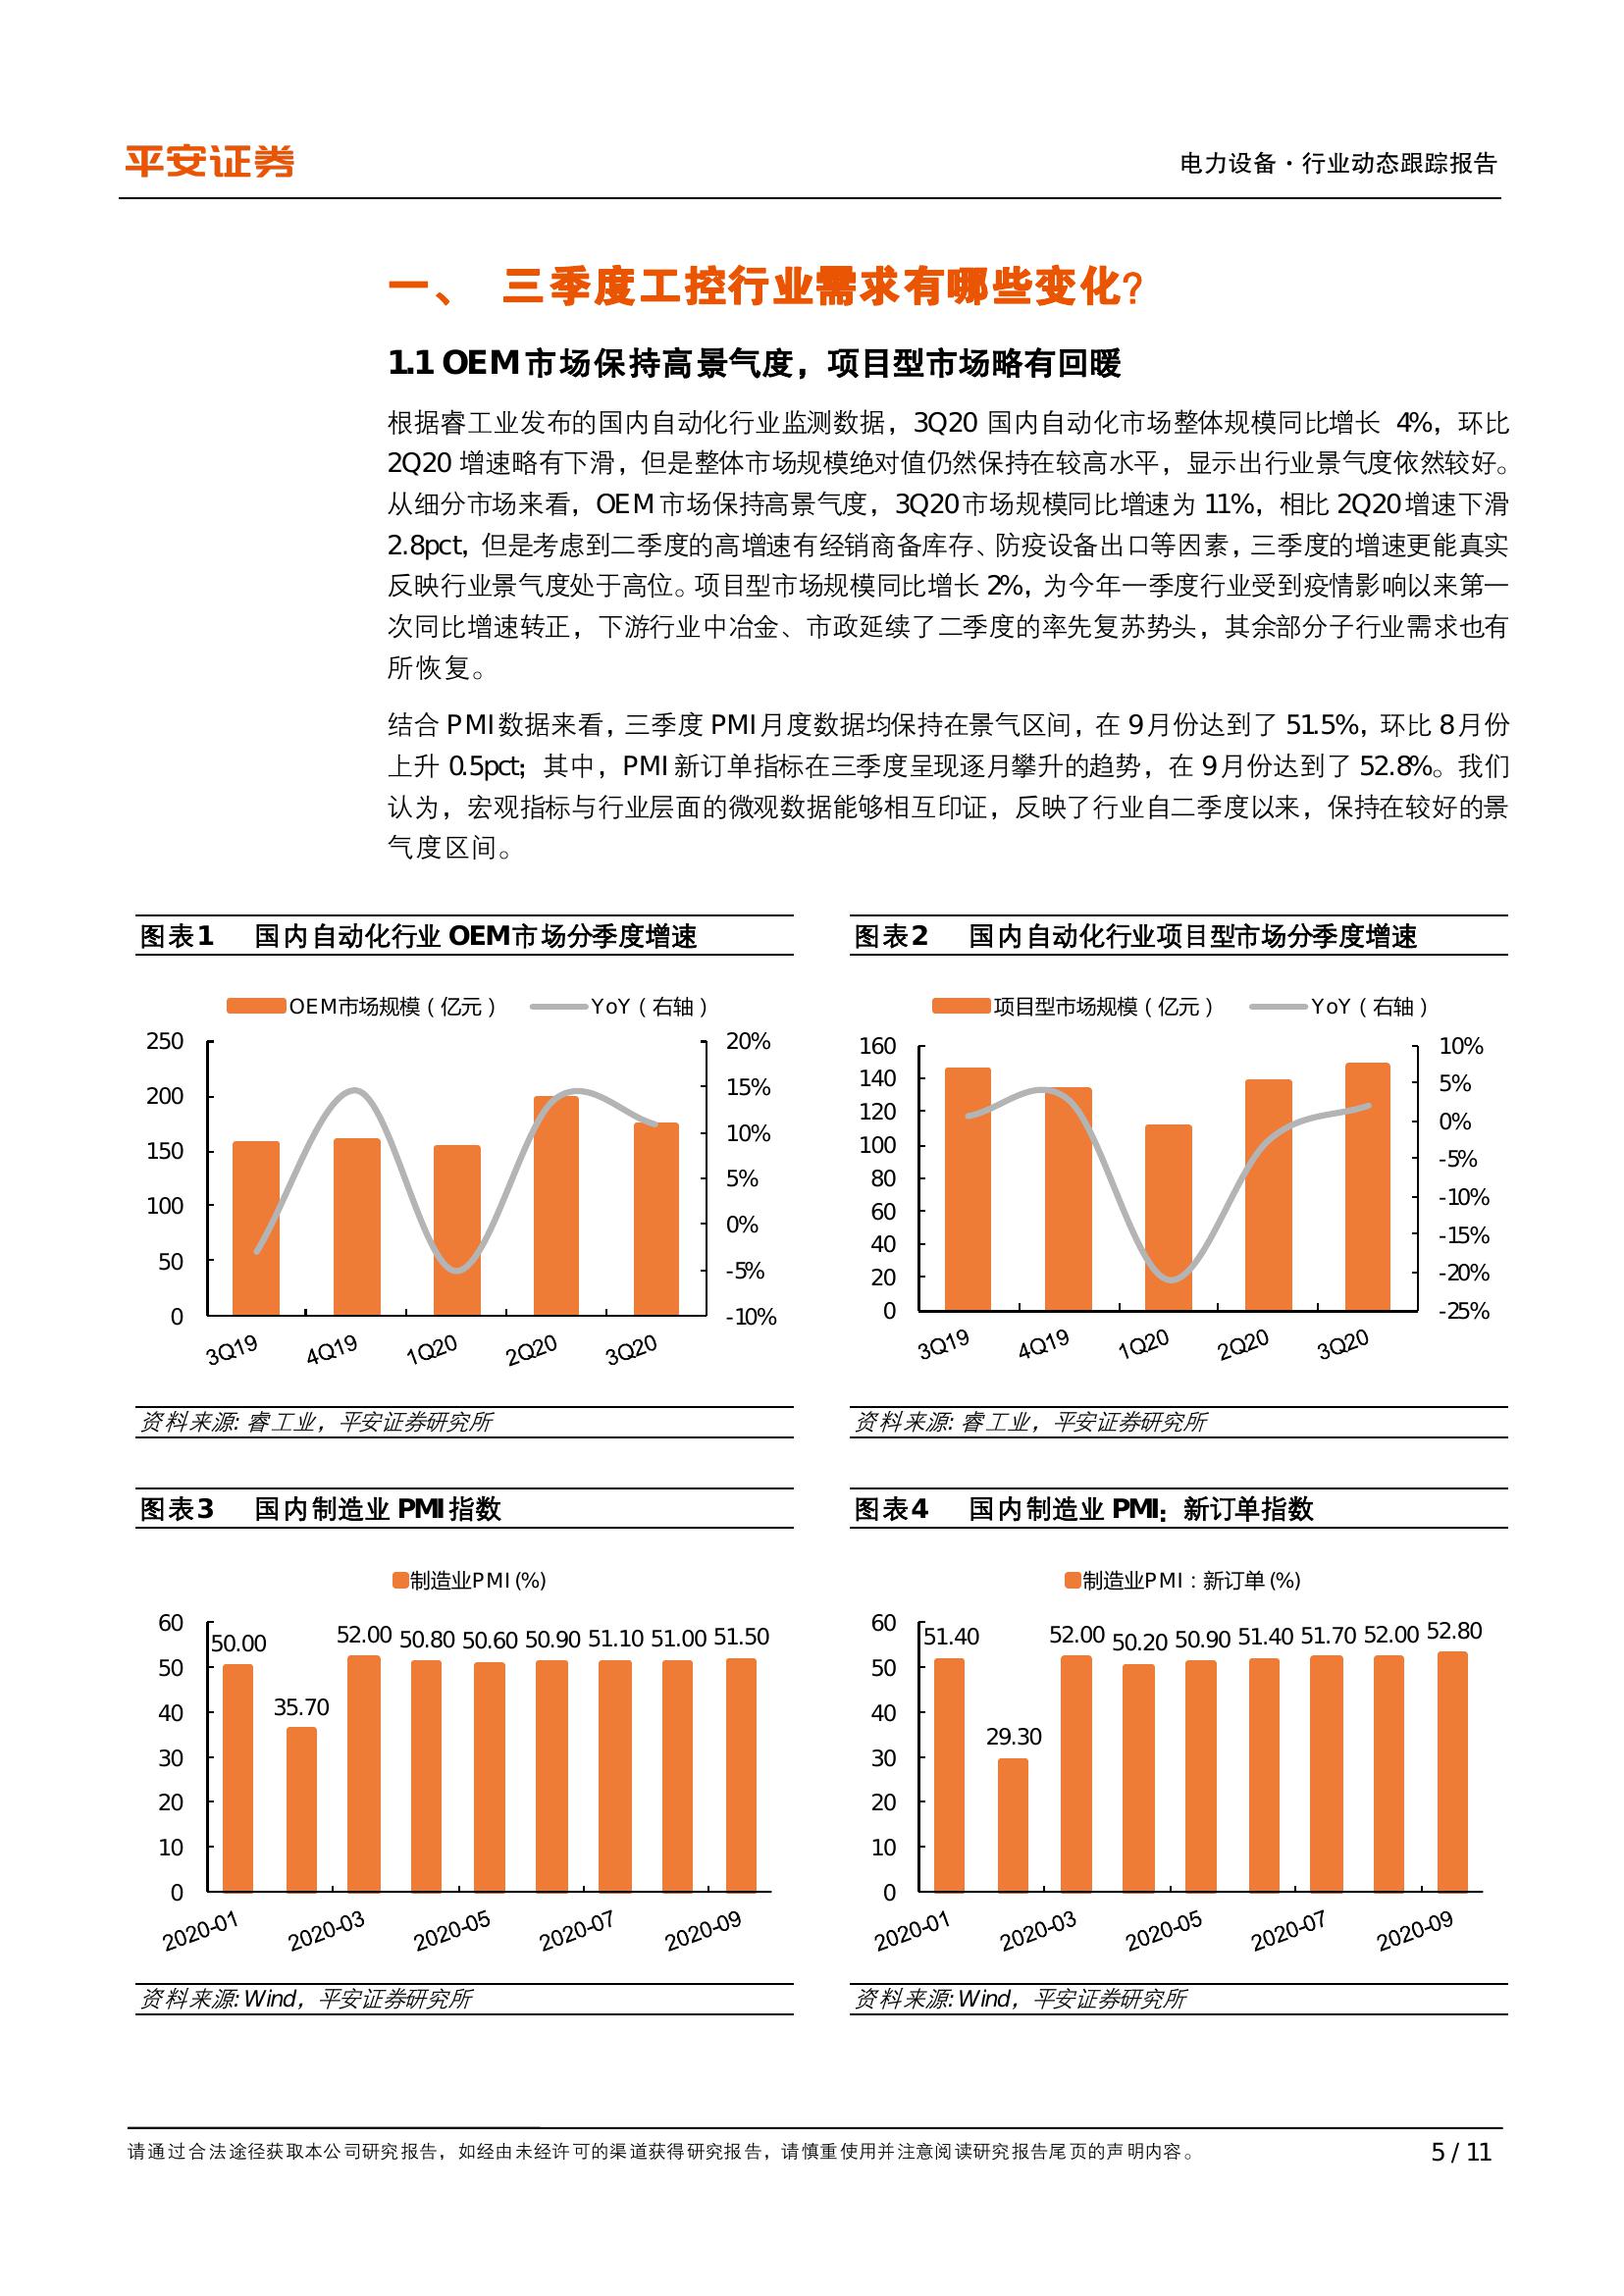 平安证券
电力设备·行业动态跟踪报告
一、 三季度工控行业需求有哪些变化?
1.1 OEM 市场保持高景气度，项目型市场略有回暖
根据睿工业发布的国内自动化行业监测数据，3Q20 国内自动化市场整体规模同比增长 4%，环比
2Q20 增速略有下滑，但是整体市场规模绝对值仍然保持在较高水平，显示出行业景气度依然较好。
从细分市场来看，OEM 市场保持高景气度，3Q20 市场规模同比增速为 11%，相比 2Q20 增速下滑
2.8pct，但是考虑到二季度的高增速有经销商备库存、防疫设备出口等因素，三季度的增速更能真实
反映行业景气度处于高位。项目型市场规模同比增长 2%，为今年一季度行业受到疫情影响以来第一
次同比增速转正，下游行业中冶金、市政延续了二季度的率先复苏势头，其余部分子行业需求也有
所恢复。
结合 PMI 数据来看，三季度 PMI 月度数据均保持在景气区间，在 9 月份达到了 51.5%，环比 8 月份
上升 0.5pct；其中，PMI 新订单指标在三季度呈现逐月攀升的趋势，在 9 月份达到了 52.8%。我们
认为，宏观指标与行业层面的微观数据能够相互印证，反映了行业自二季度以来，保持在较好的景
气度区间。
图表1 国内自动化行业 OEM 市场分季度增速
OEM市场规模（亿元） YoY（右轴）
250
200
150
100
50
0
20%
15%
10%
5%
0%
-5%
-10%
3Q19 4Q19 1Q20 2Q20 3Q20
资料来源: 睿工业，平安证券研究所
图表2 国内自动化行业项目型市场分季度增速
项目型市场规模（亿元） YoY（右轴）
160
140
120
100
80
60
40
20
0
10%
5%
0%
-5%
-10%
-15%
-20%
-25%
3Q19 4Q19 1Q20 2Q20 3Q20
资料来源: 睿工业，平安证券研究所
图表3 国内制造业 PMI 指数
制造业PMI (%)
60
50
40
30
20
10
0
50.00 35.70 52.00 50.80 50.60 50.90 51.10 51.00 51.50
2020-01 2020-03 2020-05 2020-07 2020-09
资料来源: Wind，平安证券研究所
图表4 国内制造业 PMI：新订单指数
制造业PMI：新订单 (%)
60
50
40
30
20
10
0
51.40 29.30 52.00 50.20 50.90 51.40 51.70 52.00 52.80
2020-01 2020-03 2020-05 2020-07 2020-09
资料来源: Wind，平安证券研究所
请通过合法途径获取本公司研究报告，如经由未经许可的渠道获得研究报告，请慎重使用并注意阅读研究报告尾页的声明内容。
5 / 11